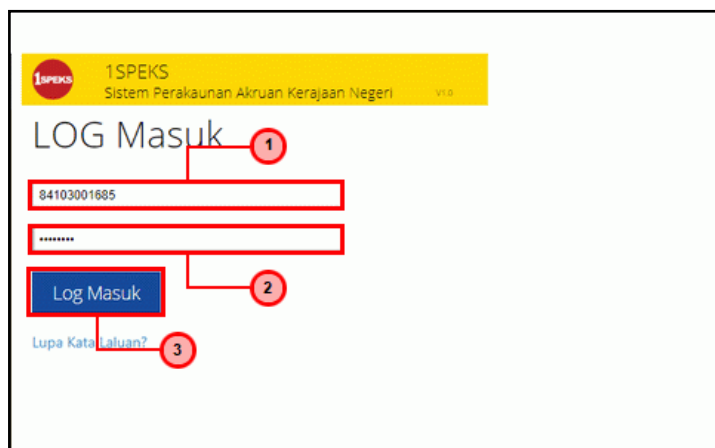 1SPEKS
1SPEKS
Sistem Perakaunan Akruan Kerajaan Negeri V1.0
LOG Masuk
1
84103001685
••••••••
2
Log Masuk
Lupa Kata Laluan?
3